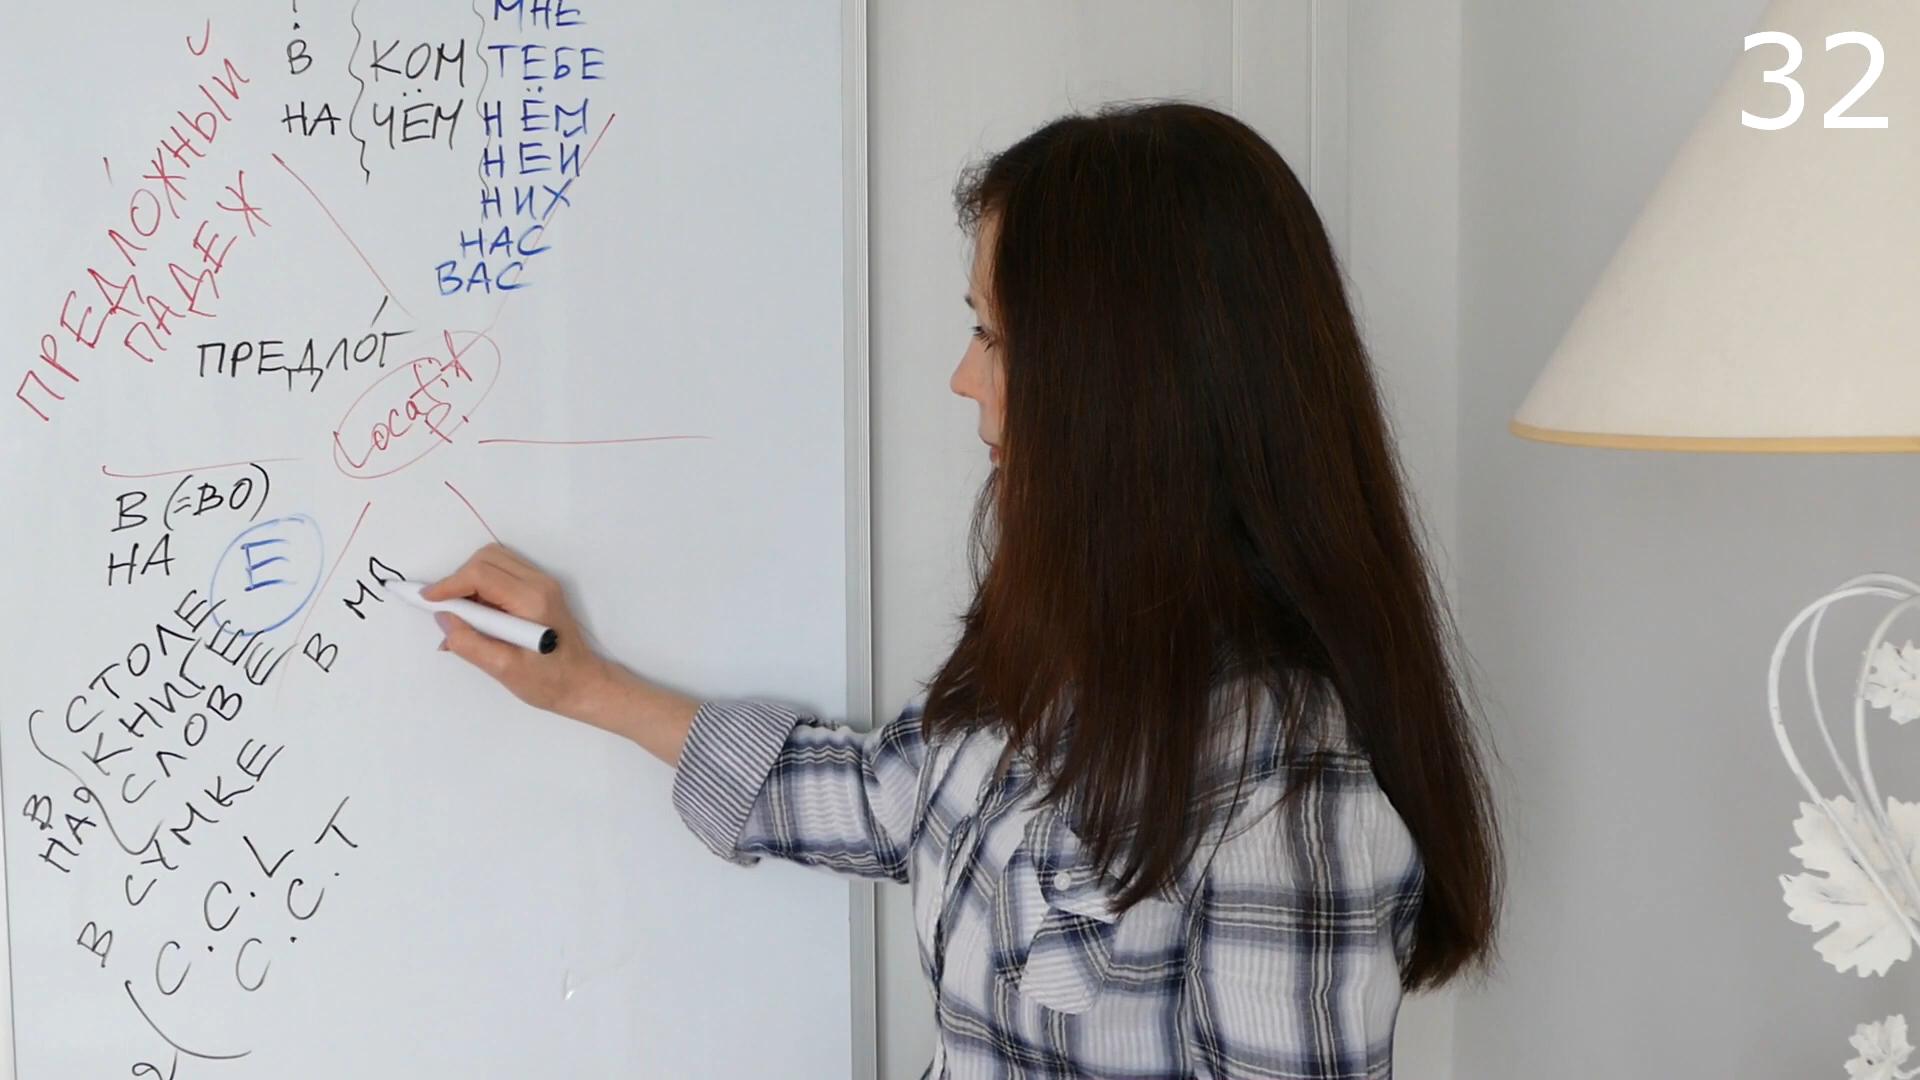 32
МНЕ
В КОМ ТЕБЕ
НА ЧЁМ НЁМ
НЕЙ
НИХ
НАС
ВАС
ПРЕДЛОЖНЫЙ
ПАДЕЖ
ПРЕДЛОГ
P.
В (=ВО)
НА
Е
СТОЛЕ
КНИГЕ
СЛОВЕ
В
НА
В СУМКЕ
С.С.L
С.С.Т
В